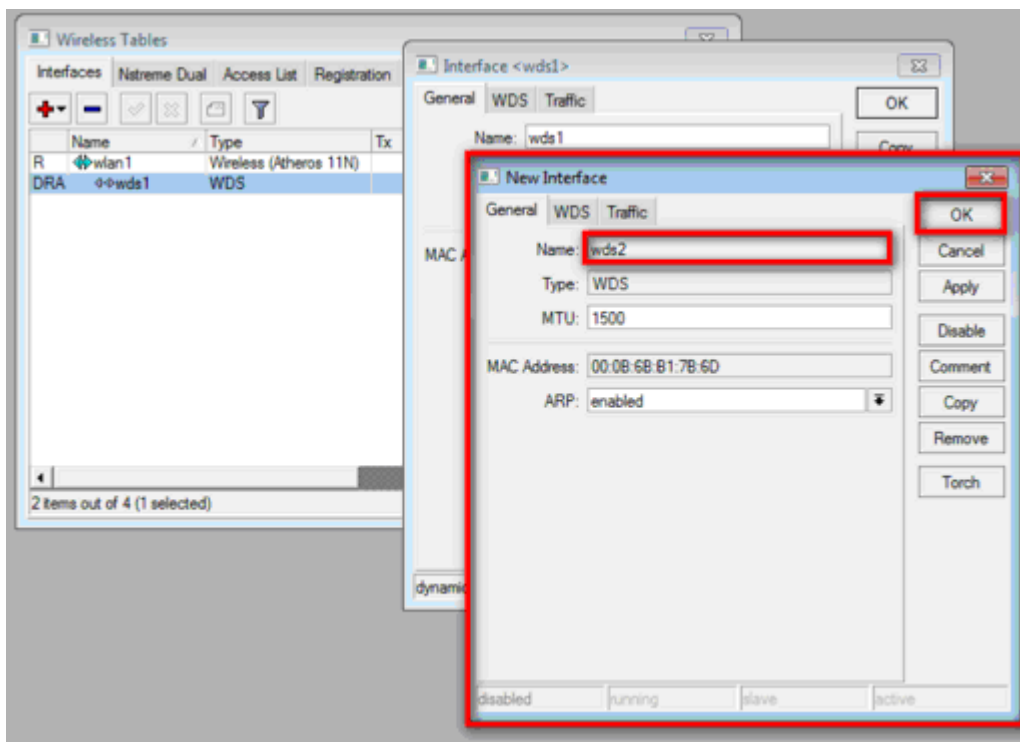 Wireless Tables
Interfaces Nstreme Dual Access List Registration
Name / Type Tx
R wlan1 Wireless (Atheros 11N)
DRA wds1 WDS
2 items out of 4 (1 selected)
Interface <wds1>
General WDS Traffic
OK
Name: wds1
Copy
MAC A
dynamic
New Interface
General WDS Traffic
OK
Name: wds2
Cancel
Type: WDS
Apply
MTU: 1500
Disable
MAC Address: 00:0B:6B:B1:7B:6D
Comment
ARP: enabled
Copy
Remove
Torch
disabled running slave active